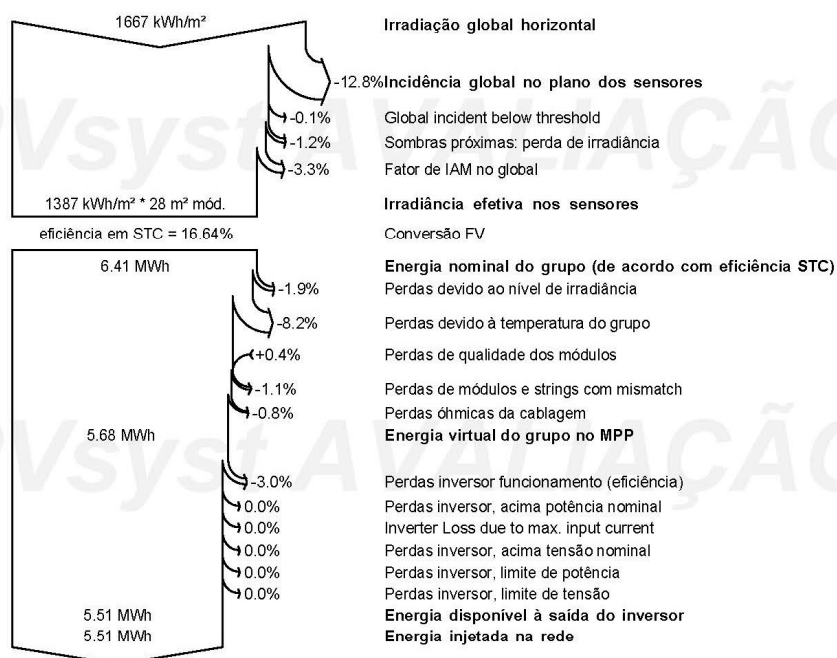 1667 kWh/m² Irradiação global horizontal
-12.8% Incidência global no plano dos sensores
-0.1% Global incident below threshold
-1.2% Sombras próximas: perda de irradiância
-3.3% Fator de IAM no global
1387 kWh/m² * 28 m² mód. Irradiância efetiva nos sensores
eficiência em STC = 16.64% Conversão FV
6.41 MWh Energia nominal do grupo (de acordo com eficiência STC)
-1.9% Perdas devido ao nível de irradiância
-8.2% Perdas devido à temperatura do grupo
+0.4% Perdas de qualidade dos módulos
-1.1% Perdas de módulos e strings com mismatch
-0.8% Perdas óhmicas da cablagem
5.68 MWh Energia virtual do grupo no MPP
-3.0% Perdas inversor funcionamento (eficiência)
0.0% Perdas inversor, acima potência nominal
0.0% Inverter Loss due to max. input current
0.0% Perdas inversor, acima tensão nominal
0.0% Perdas inversor, limite de potência
0.0% Perdas inversor, limite de tensão
5.51 MWh Energia disponível à saída do inversor
5.51 MWh Energia injetada na rede
PVsyst AVALIAÇÃO
PVsyst AVALIAÇÃO